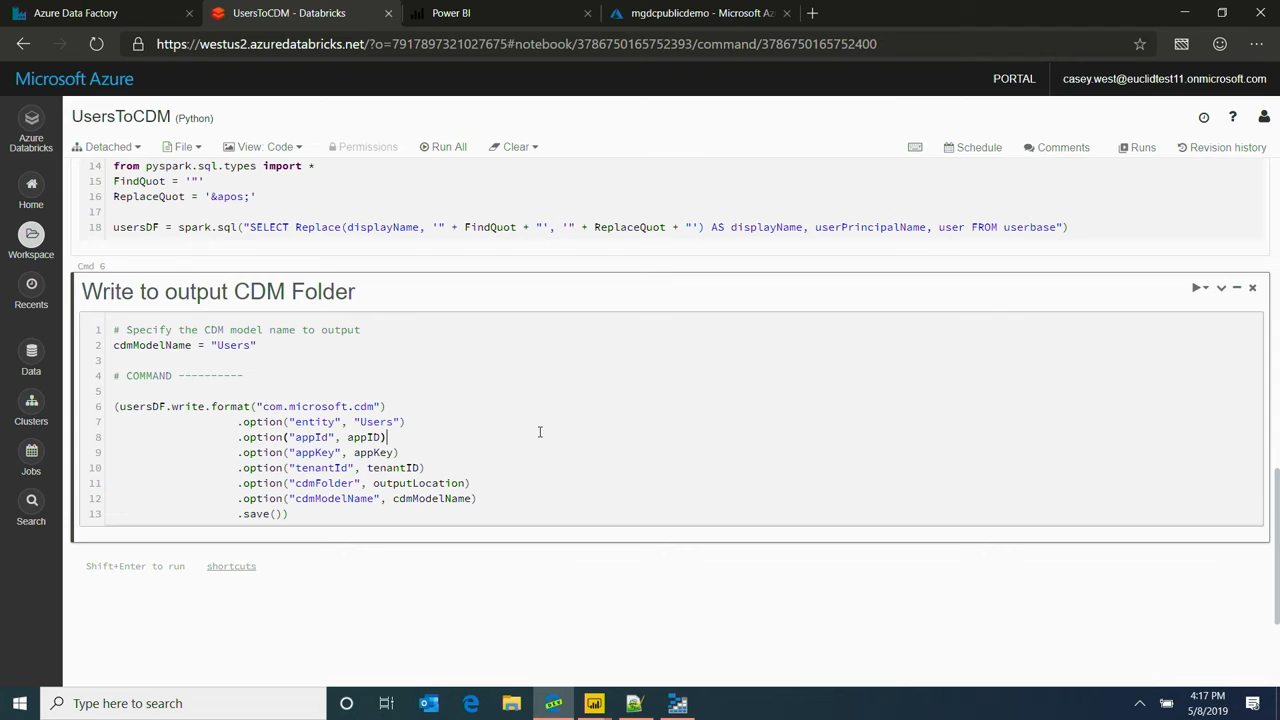 Azure Data Factory
UsersToCDM - Databricks
Power BI
mgdcpublicdemo - Microsoft Az
https://westus2.azuredatabricks.net/?o=7917897321027675#notebook/3786750165752393/command/3786750165752400
Microsoft Azure
PORTAL
casey.west@euclidtest11.onmicrosoft.com
Azure Databricks
Home
Workspace
Recents
Data
Clusters
Jobs
Search
UsersToCDM (Python)
Detached
File
View: Code
Permissions
Run All
Clear
Schedule
Comments
Runs
Revision history
14 from pyspark.sql.types import *
15 FindQuot = '"'
16 ReplaceQuot = '&apos;'
17
18 usersDF = spark.sql("SELECT Replace(displayName, '" + FindQuot + "', '" + ReplaceQuot + "') AS displayName, userPrincipalName, user FROM userbase")
Cmd 6
Write to output CDM Folder
1 # Specify the CDM model name to output
2 cdmModelName = "Users"
3
4 # COMMAND ----------
5
6 (usersDF.write.format("com.microsoft.cdm")
7 .option("entity", "Users")
8 .option("appId", appID)
9 .option("appKey", appKey)
10 .option("tenantId", tenantID)
11 .option("cdmFolder", outputLocation)
12 .option("cdmModelName", cdmModelName)
13 .save())
Shift+Enter to run shortcuts
Type here to search
4:17 PM
5/8/2019